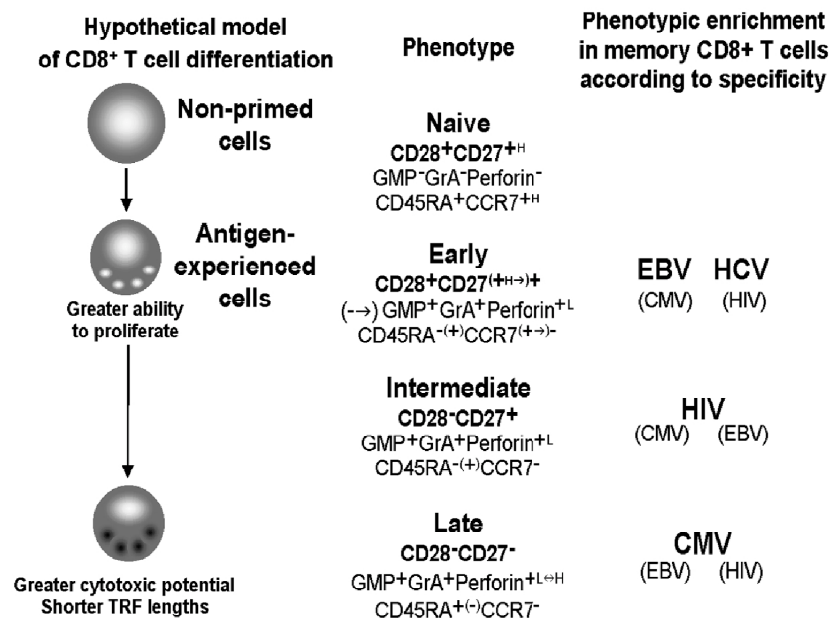 Hypothetical model
of CD8⁺ T cell differentiation
Phenotype
Phenotypic enrichment
in memory CD8+ T cells
according to specificity
Non-primed
cells
Naive
CD28⁺CD27⁺ᴴ
GMP⁻GrA⁻Perforin⁻
CD45RA⁺CCR7⁺ᴴ
Antigen-
experienced
cells
Greater ability
to proliferate
Early
CD28⁺CD27⁽⁺ᴴ→⁾⁺
(-→) GMP⁺GrA⁺Perforin⁺ᴸ
CD45RA⁻⁽⁺⁾CCR7⁽⁺→⁾⁻
EBV HCV
(CMV) (HIV)
Intermediate
CD28⁻CD27⁺
GMP⁺GrA⁺Perforin⁺ᴸ
CD45RA⁻⁽⁺⁾CCR7⁻
HIV
(CMV) (EBV)
Greater cytotoxic potential
Shorter TRF lengths
Late
CD28⁻CD27⁻
GMP⁺GrA⁺Perforin⁺ᴸ⇔ᴴ
CD45RA⁺⁽⁻⁾CCR7⁻
CMV
(EBV) (HIV)